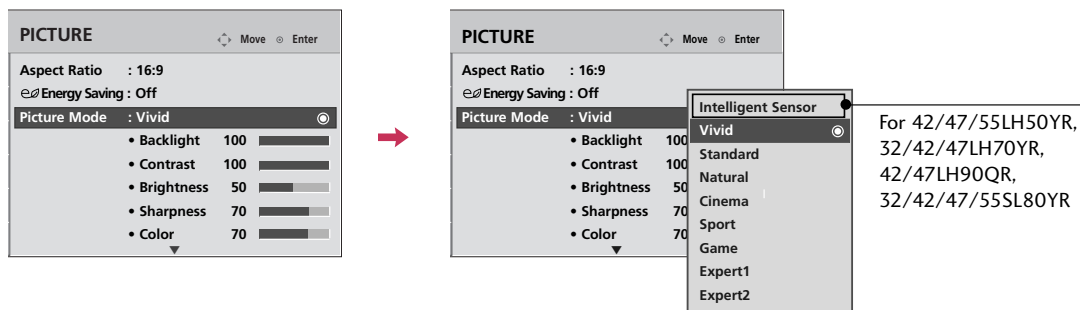 PICTURE
Move Enter
Aspect Ratio : 16:9
Energy Saving : Off
Picture Mode : Vivid
• Backlight 100
• Contrast 100
• Brightness 50
• Sharpness 70
• Color 70
PICTURE
Move Enter
Aspect Ratio : 16:9
Energy Saving : Off
Picture Mode : Vivid
• Backlight 100
• Contrast 100
• Brightness 50
• Sharpness 70
• Color 70
Intelligent Sensor
Vivid
Standard
Natural
Cinema
Sport
Game
Expert1
Expert2
For 42/47/55LH50YR,
32/42/47LH70YR,
42/47LH90QR,
32/42/47/55SL80YR